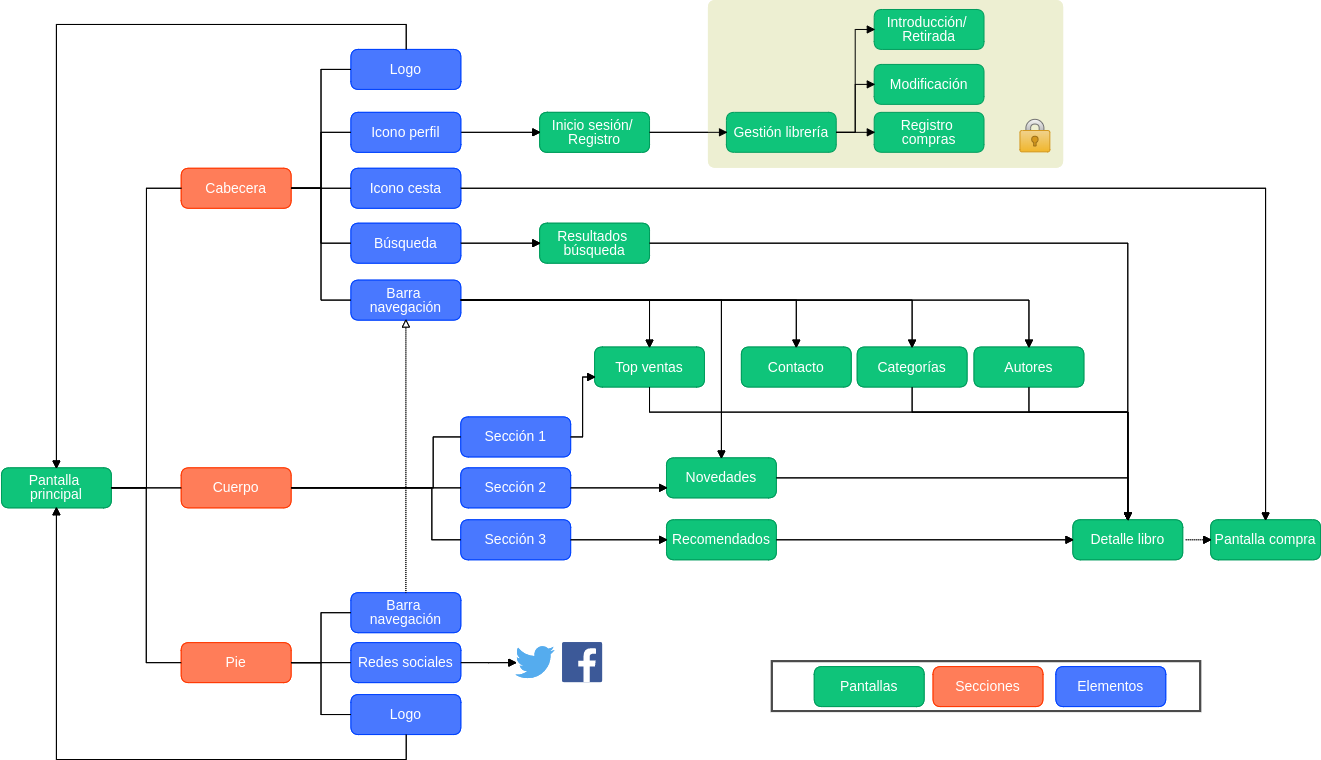 Introducción/
Retirada
Logo
Modificación
Icono perfil
Inicio sesión/
Registro
Gestión librería
Registro
compras
Cabecera
Icono cesta
Búsqueda
Resultados
búsqueda
Barra
navegación
Top ventas
Contacto
Categorías
Autores
Sección 1
Pantalla
principal
Cuerpo
Sección 2
Novedades
Sección 3
Recomendados
Detalle libro
Pantalla compra
Barra
navegación
Pie
Redes sociales
Logo
Pantallas
Secciones
Elementos